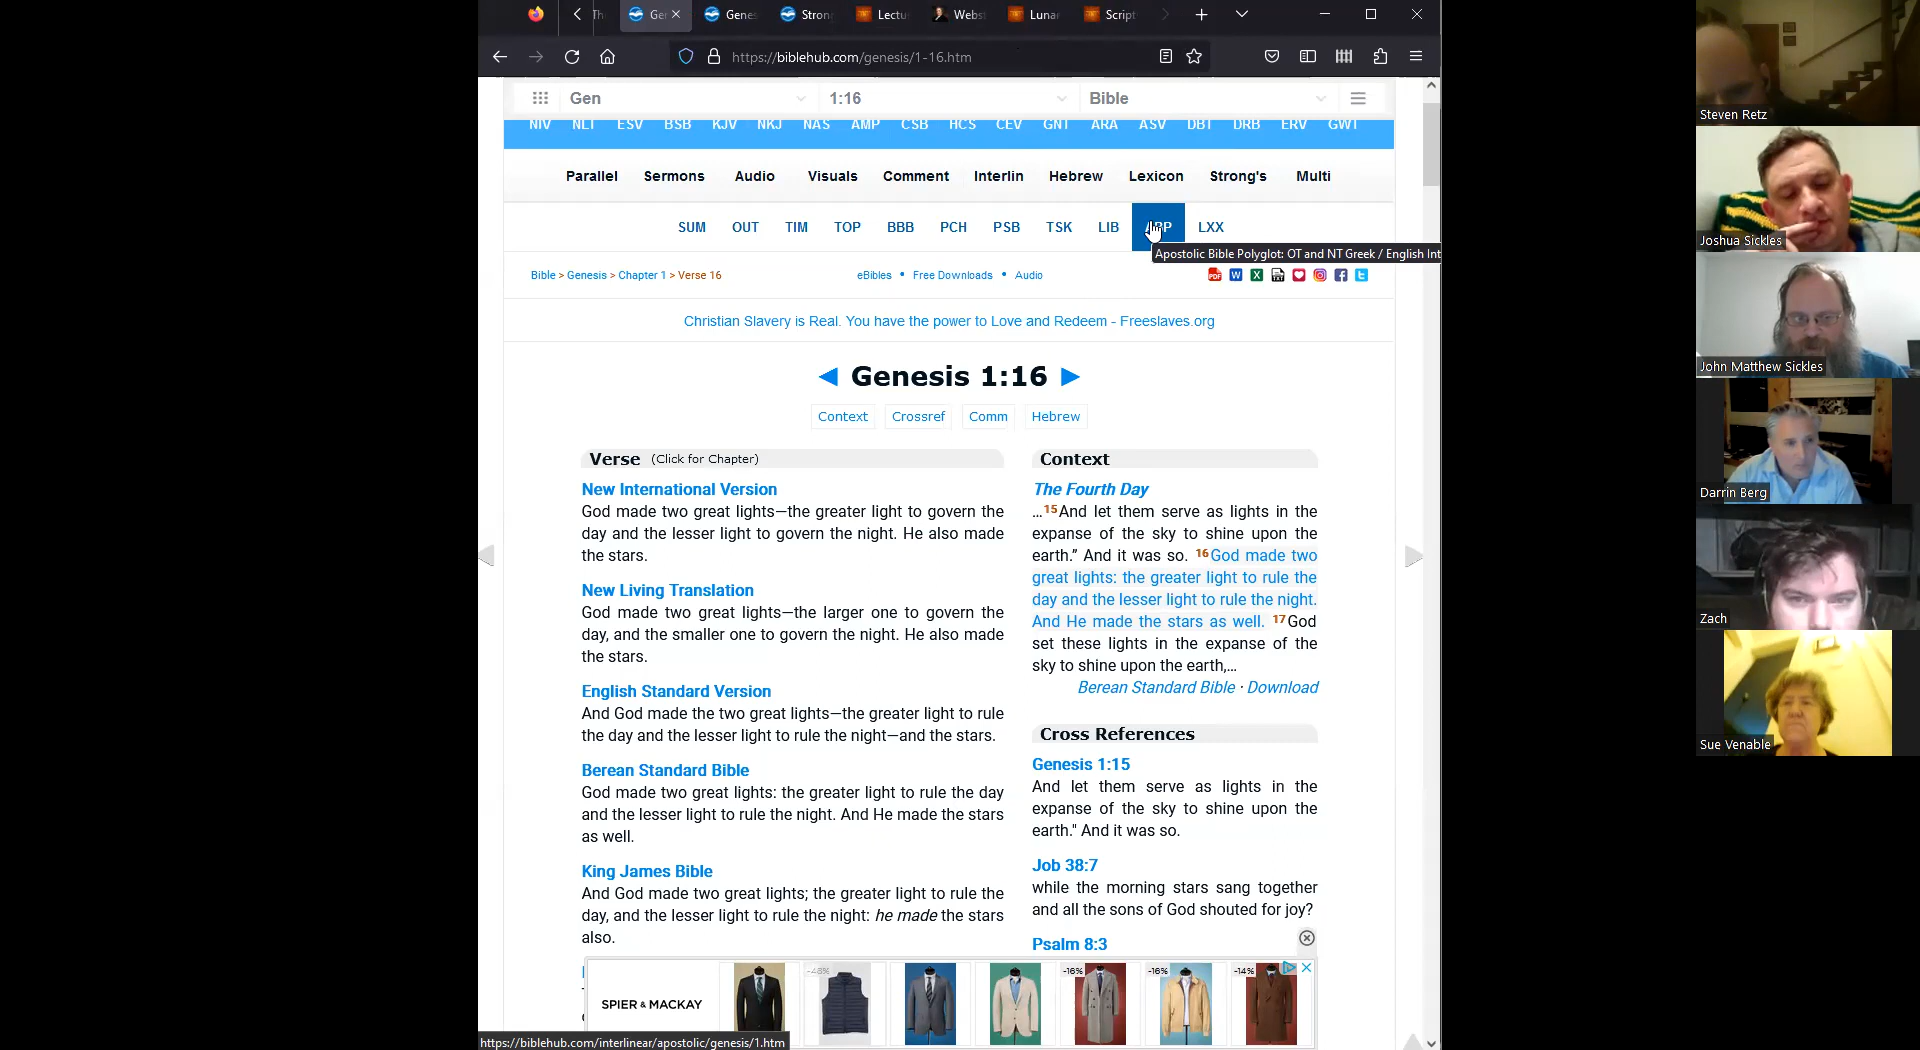 Ge
Genes
Stron
Lectu
Webst
Luna
Script
https://biblehub.com/genesis/1-16.htm
Gen
1:16
Bible
NIV NLT ESV BSB KJV NKJ NAS AMP CSB HCS CEV GNT ARA ASV DBT DRB ERV GWT
Parallel Sermons Audio Visuals Comment Interlin Hebrew Lexicon Strong's Multi
SUM OUT TIM TOP BBB PCH PSB TSK LIB ABP LXX
Apostolic Bible Polyglot: OT and NT Greek / English Int
Bible > Genesis > Chapter 1 > Verse 16
eBibles • Free Downloads • Audio
Christian Slavery is Real. You have the power to Love and Redeem - Freeslaves.org
Genesis 1:16
Context Crossref Comm Hebrew
Verse (Click for Chapter)
New International Version
God made two great lights—the greater light to govern the
day and the lesser light to govern the night. He also made
the stars.
New Living Translation
God made two great lights—the larger one to govern the
day, and the smaller one to govern the night. He also made
the stars.
English Standard Version
And God made the two great lights—the greater light to rule
the day and the lesser light to rule the night—and the stars.
Berean Standard Bible
God made two great lights: the greater light to rule the day
and the lesser light to rule the night. And He made the stars
as well.
King James Bible
And God made two great lights; the greater light to rule the
day, and the lesser light to rule the night: he made the stars
also.
Context
The Fourth Day
…15And let them serve as lights in the
expanse of the sky to shine upon the
earth.” And it was so. 16God made two
great lights: the greater light to rule the
day and the lesser light to rule the night.
And He made the stars as well. 17God
set these lights in the expanse of the
sky to shine upon the earth,…
Berean Standard Bible · Download
Cross References
Genesis 1:15
And let them serve as lights in the
expanse of the sky to shine upon the
earth." And it was so.
Job 38:7
while the morning stars sang together
and all the sons of God shouted for joy?
Psalm 8:3
SPIER & MACKAY
-48%
-16%
-16%
-14%
https://biblehub.com/interlinear/apostolic/genesis/1.htm
Steven Retz
Joshua Sickles
John Matthew Sickles
Darrin Berg
Zach
Sue Venable